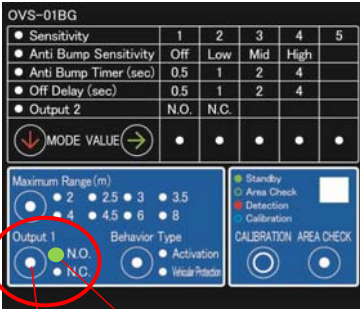 OVS-01BG
Sensitivity 1 2 3 4 5
Anti Bump Sensitivity Off Low Mid High
Anti Bump Timer (sec) 0.5 1 2 4
Off Delay (sec) 0.5 1 2 4
Output 2 N.O. N.C.
MODE VALUE
Maximum Range (m)
2 2.5 3 3.5
4 4.5 6 8
Standby
Area Check
Detection
Calibration
Output 1 Behavior Type
N.O. Activation
N.C. Vehicular Protection
CALIBRATION AREA CHECK